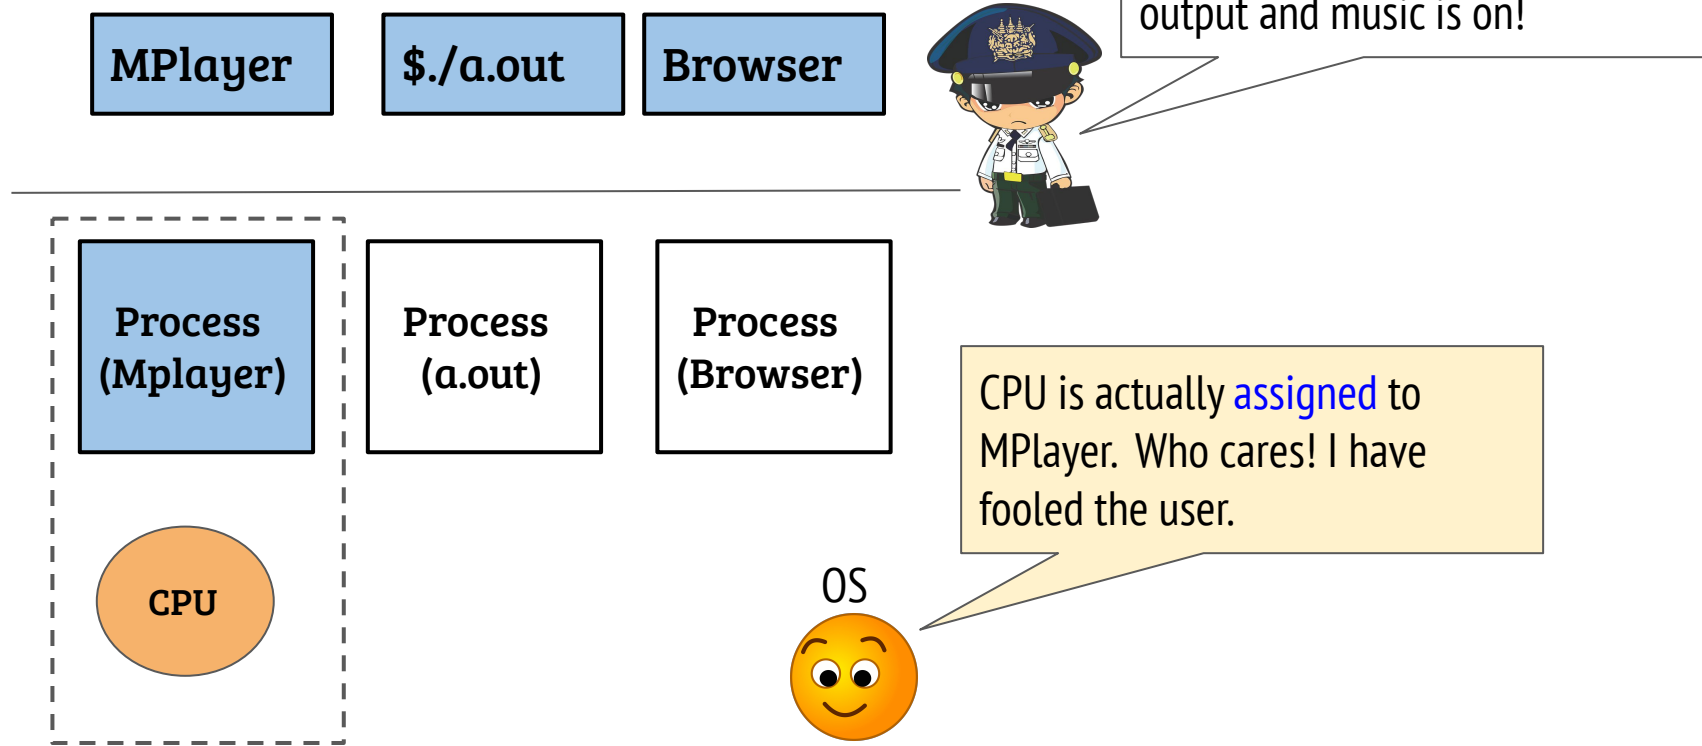 output and music is on!
MPlayer
$./a.out
Browser
Process
(Mplayer)
Process
(a.out)
Process
(Browser)
CPU is actually assigned to
MPlayer. Who cares! I have
fooled the user.
CPU
OS